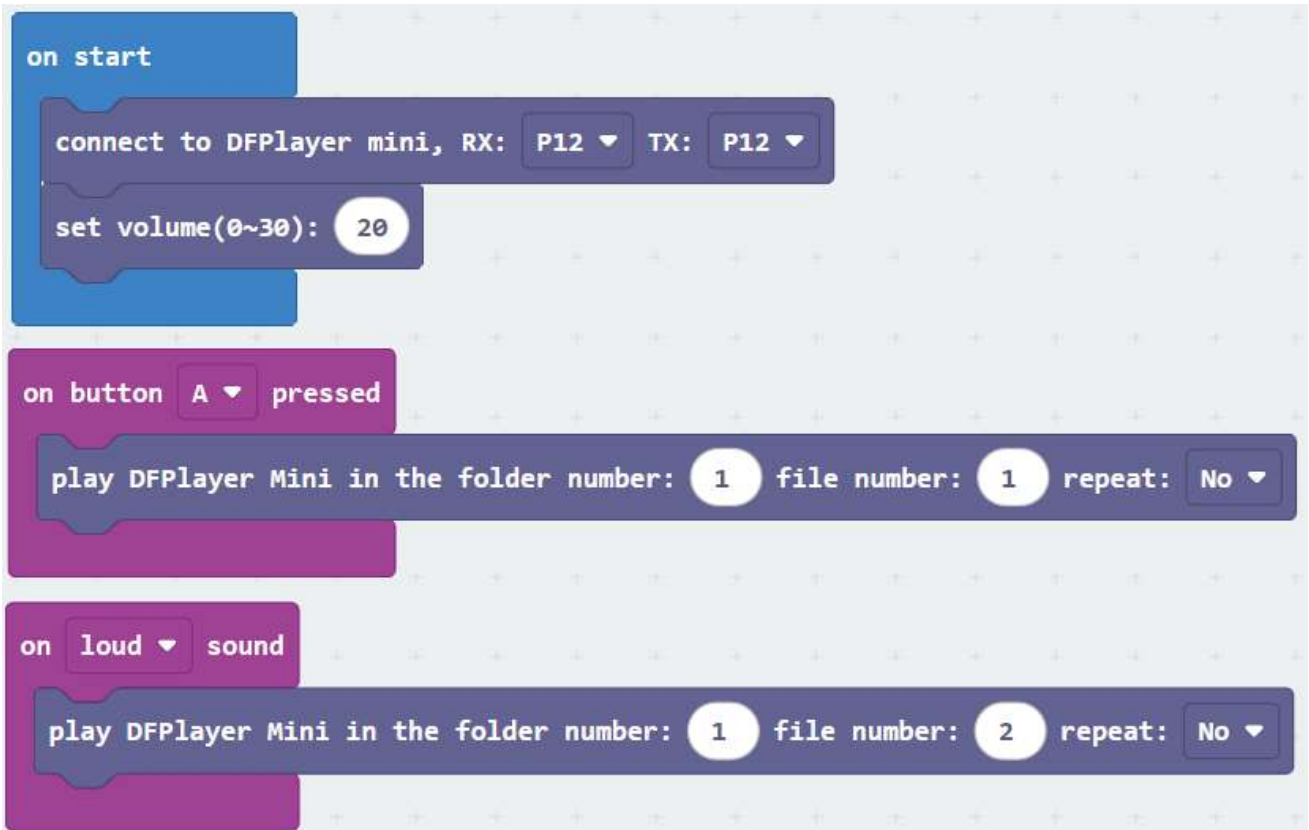 on start
connect to DFPlayer mini, RX: P12 TX: P12
set volume(0~30): 20
on button A pressed
play DFPlayer Mini in the folder number: 1 file number: 1 repeat: No
on loud sound
play DFPlayer Mini in the folder number: 1 file number: 2 repeat: No